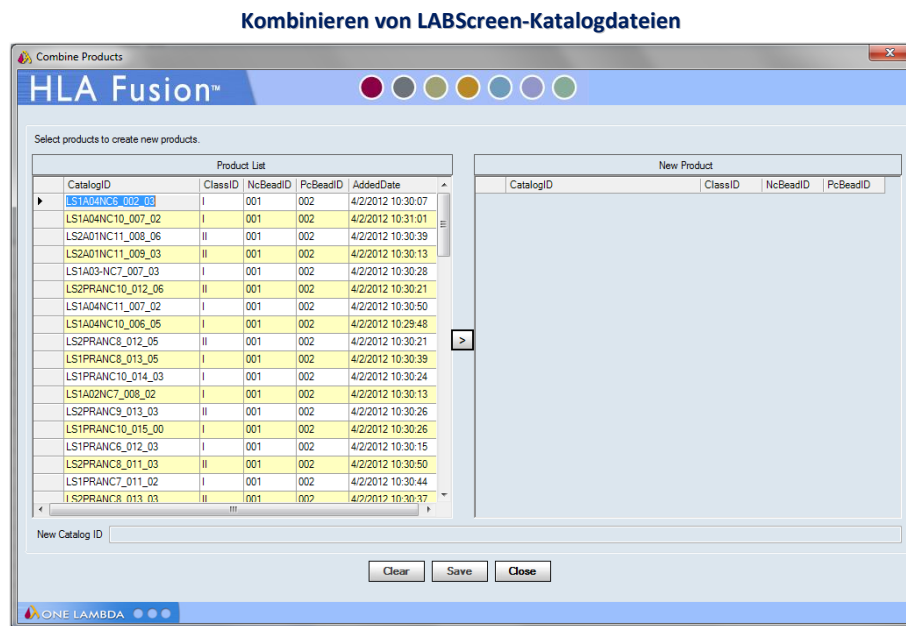 Kombinieren von LABScreen-Katalogdateien
Combine Products
HLA Fusion™
Select products to create new products.
Product List
New Product
CatalogID ClassID NcBeadID PcBeadID AddedDate
CatalogID ClassID NcBeadID PcBeadID
LS1A04NC6_002_03 I 001 002 4/2/2012 10:30:07
LS1A04NC10_007_02 I 001 002 4/2/2012 10:31:01
LS2A01NC11_008_06 II 001 002 4/2/2012 10:30:39
LS2A01NC11_009_03 II 001 002 4/2/2012 10:30:13
LS1A03-NC7_007_03 I 001 002 4/2/2012 10:30:28
LS2PRANC10_012_06 II 001 002 4/2/2012 10:30:21
LS1A04NC11_007_02 I 001 002 4/2/2012 10:30:50
LS1A04NC10_006_05 I 001 002 4/2/2012 10:29:48
LS2PRANC8_012_05 II 001 002 4/2/2012 10:30:21
LS1PRANC8_013_05 I 001 002 4/2/2012 10:30:39
LS1PRANC10_014_03 I 001 002 4/2/2012 10:30:24
LS1A02NC7_008_02 I 001 002 4/2/2012 10:30:13
LS2PRANC9_013_03 II 001 002 4/2/2012 10:30:26
LS1PRANC10_015_00 I 001 002 4/2/2012 10:30:26
LS1PRANC6_012_03 I 001 002 4/2/2012 10:30:15
LS2PRANC8_011_03 II 001 002 4/2/2012 10:30:50
LS1PRANC7_011_02 I 001 002 4/2/2012 10:30:44
LS2PRANC8_013_03 II 001 002 4/2/2012 10:30:37
>
New Catalog ID
Clear Save Close
ONE LAMBDA